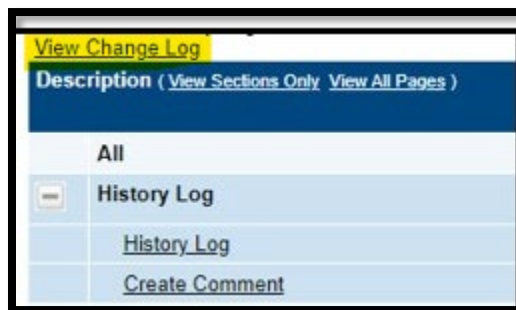 View Change Log
Description ( View Sections Only View All Pages )
All
History Log
History Log
Create Comment